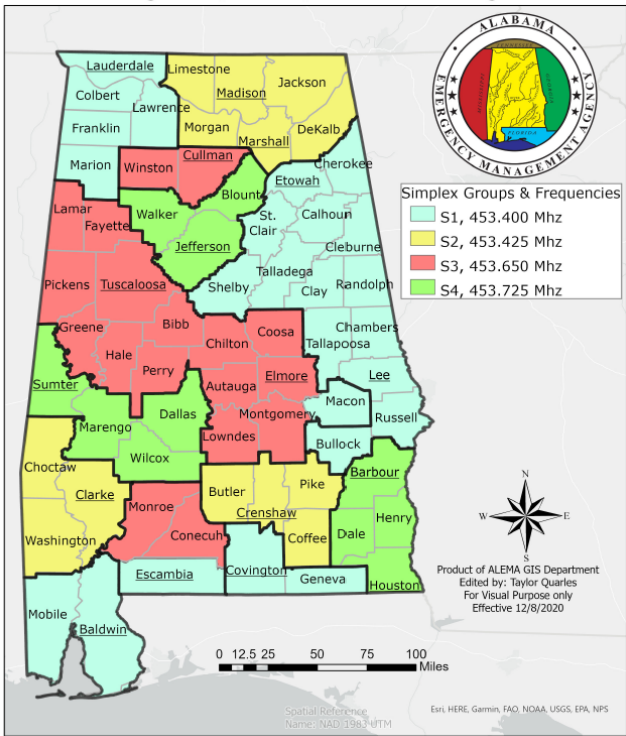 ALABAMA
EMERGENCY MANAGEMENT AGENCY
TENNESSEE
MISSISSIPPI
GEORGIA
FLORIDA
Simplex Groups & Frequencies
S1, 453.400 Mhz
S2, 453.425 Mhz
S3, 453.650 Mhz
S4, 453.725 Mhz
Lauderdale
Limestone
Madison
Jackson
Colbert
Lawrence
Franklin
Morgan
Marshall
DeKalb
Marion
Winston
Cullman
Cherokee
Etowah
Blount
Lamar
Fayette
Walker
St.
Clair
Calhoun
Jefferson
Cleburne
Pickens
Tuscaloosa
Talladega
Shelby
Clay
Randolph
Greene
Bibb
Hale
Perry
Chilton
Coosa
Chambers
Tallapoosa
Sumter
Autauga
Elmore
Lee
Macon
Dallas
Montgomery
Russell
Marengo
Lowndes
Bullock
Wilcox
Choctaw
Clarke
Butler
Pike
Barbour
Crenshaw
Monroe
Washington
Conecuh
Coffee
Dale
Henry
Escambia
Covington
Geneva
Houston
Mobile
Baldwin
N
W
E
S
Product of ALEMA GIS Department
Edited by: Taylor Quarles
For Visual Purpose only
Effective 12/8/2020
0 12.5 25 50 75 100
Miles
Spatial Reference
Name: NAD 1983 UTM
Esri, HERE, Garmin, FAO, NOAA, USGS, EPA, NPS